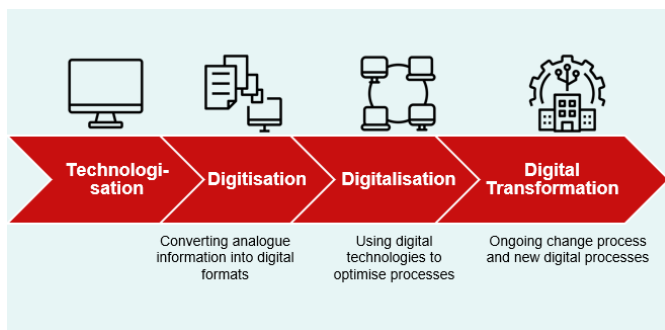 Technologi-
sation
Digitisation
Digitalisation
Digital
Transformation
Converting analogue
information into digital
formats
Using digital
technologies to
optimise processes
Ongoing change process
and new digital processes